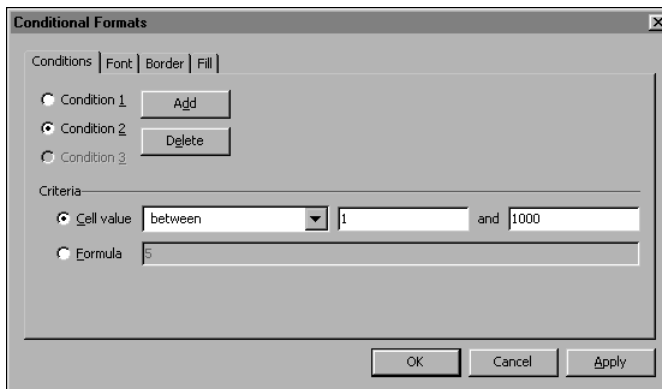 Conditional Formats
Conditions Font Border Fill
Condition 1 Add
Condition 2
Delete
Condition 3
Criteria
Cell value between 1 and 1000
Formula 5
OK Cancel Apply